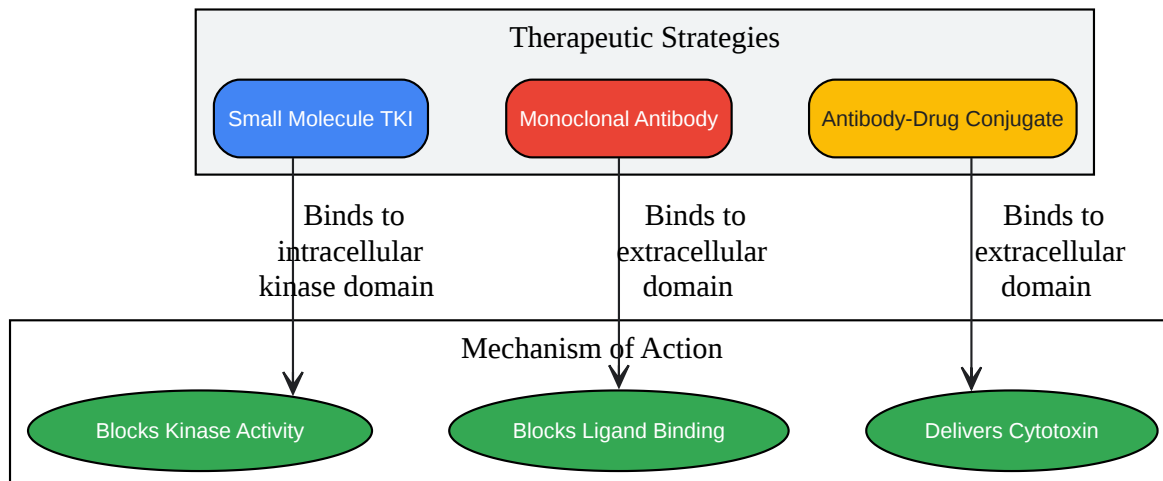 Therapeutic Strategies
Small Molecule TKI
Monoclonal Antibody
Antibody-Drug Conjugate
Binds to
intracellular
kinase domain
Binds to
extracellular
domain
Binds to
extracellular
domain
Mechanism of Action
Blocks Kinase Activity
Blocks Ligand Binding
Delivers Cytotoxin